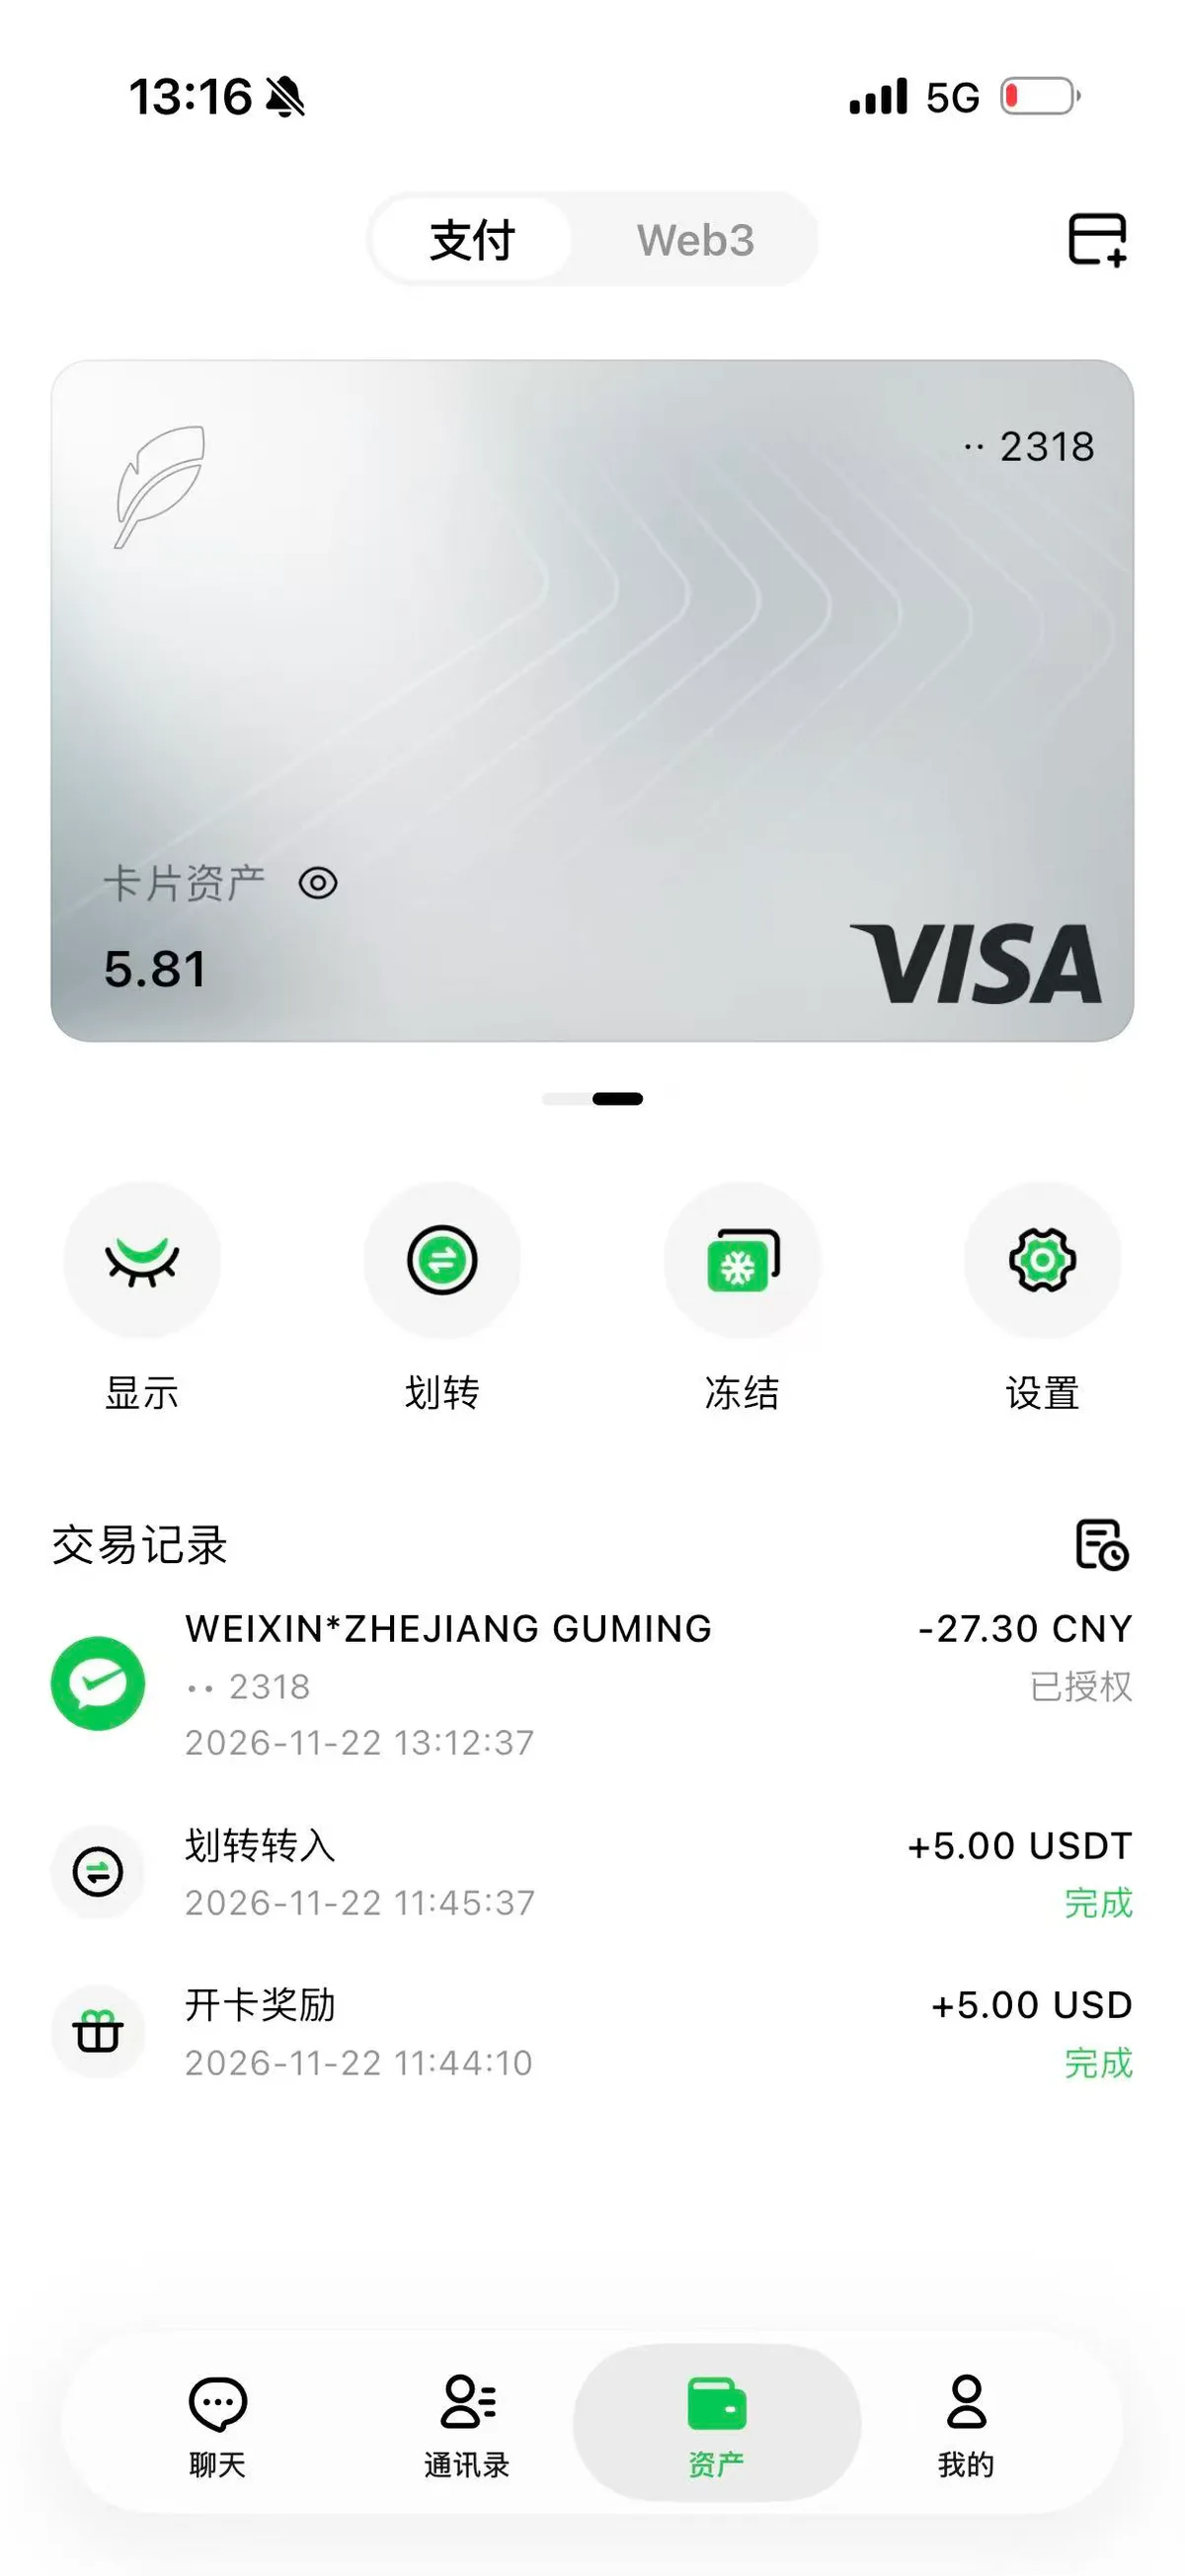 13:16 5G
支付 Web3
·· 2318
卡片资产
5.81
VISA
显示 划转 冻结 设置
交易记录
WEIXIN*ZHEJIANG GUMING -27.30 CNY
·· 2318 已授权
2026-11-22 13:12:37
划转转入 +5.00 USDT
2026-11-22 11:45:37 完成
开卡奖励 +5.00 USD
2026-11-22 11:44:10 完成
聊天 通讯录 资产 我的